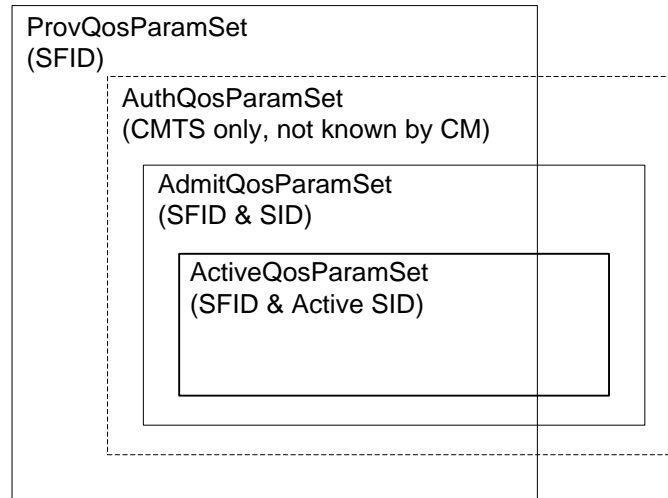 ProvQosParamSet
(SFID)
AuthQosParamSet
(CMTS only, not known by CM)
AdmitQosParamSet
(SFID & SID)
ActiveQosParamSet
(SFID & Active SID)